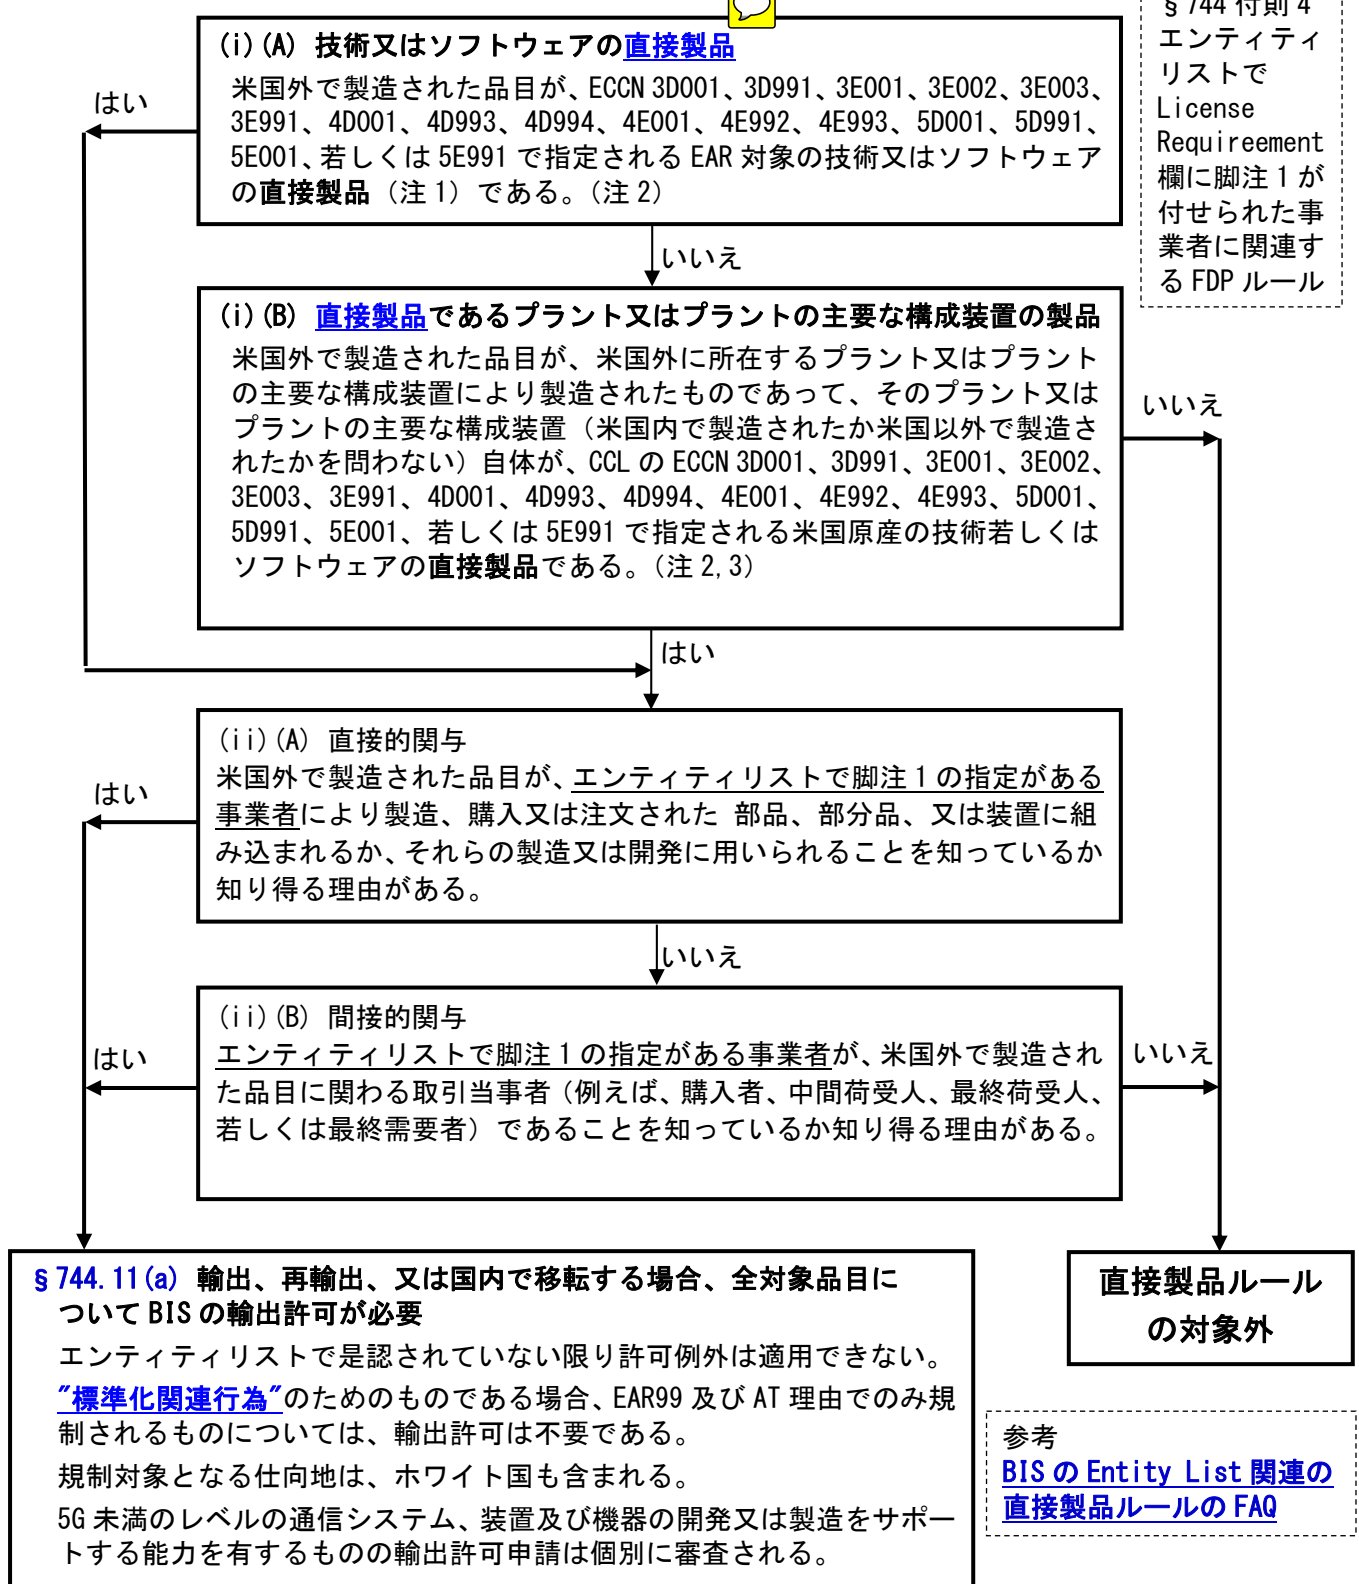 §744 付則 4
エンティティ
リストで
License
Requireement
欄に脚注 1 が
付せられた事
業者に関連す
る FDP ルール
(i)(A) 技術又はソフトウェアの直接製品
米国外で製造された品目が、ECCN 3D001、3D991、3E001、3E002、3E003、
3E991、4D001、4D993、4D994、4E001、4E992、4E993、5D001、5D991、
5E001、若しくは 5E991 で指定される EAR 対象の技術又はソフトウェア
の直接製品（注 1）である。（注 2）
はい
いいえ
(i)(B) 直接製品であるプラント又はプラントの主要な構成装置の製品
米国外で製造された品目が、米国外に所在するプラント又はプラント
の主要な構成装置により製造されたものであって、そのプラント又は
プラントの主要な構成装置（米国内で製造されたか米国以外で製造さ
れたかを問わない）自体が、CCL の ECCN 3D001、3D991、3E001、3E002、
3E003、3E991、4D001、4D993、4D994、4E001、4E992、4E993、5D001、
5D991、5E001、若しくは 5E991 で指定される米国原産の技術若しくは
ソフトウェアの直接製品である。（注 2,3）
いいえ
はい
(ii)(A) 直接的関与
米国外で製造された品目が、エンティティリストで脚注 1 の指定がある
事業者により製造、購入又は注文された 部品、部分品、又は装置に組
み込まれるか、それらの製造又は開発に用いられることを知っているか
知り得る理由がある。
はい
いいえ
(ii)(B) 間接的関与
エンティティリストで脚注 1 の指定がある事業者が、米国外で製造され
た品目に関わる取引当事者（例えば、購入者、中間荷受人、最終荷受人、
若しくは最終需要者）であることを知っているか知り得る理由がある。
はい
いいえ
§744.11(a) 輸出、再輸出、又は国内で移転する場合、全対象品目に
ついて BIS の輸出許可が必要
エンティティリストで是認されていない限り許可例外は適用できない。
"標準化関連行為"のためのものである場合、EAR99 及び AT 理由でのみ規
制されるものについては、輸出許可は不要である。
規制対象となる仕向地は、ホワイト国も含まれる。
5G 未満のレベルの通信システム、装置及び機器の開発又は製造をサポー
トする能力を有するものの輸出許可申請は個別に審査される。
直接製品ルール
の対象外
参考
BIS の Entity List 関連の
直接製品ルールの FAQ